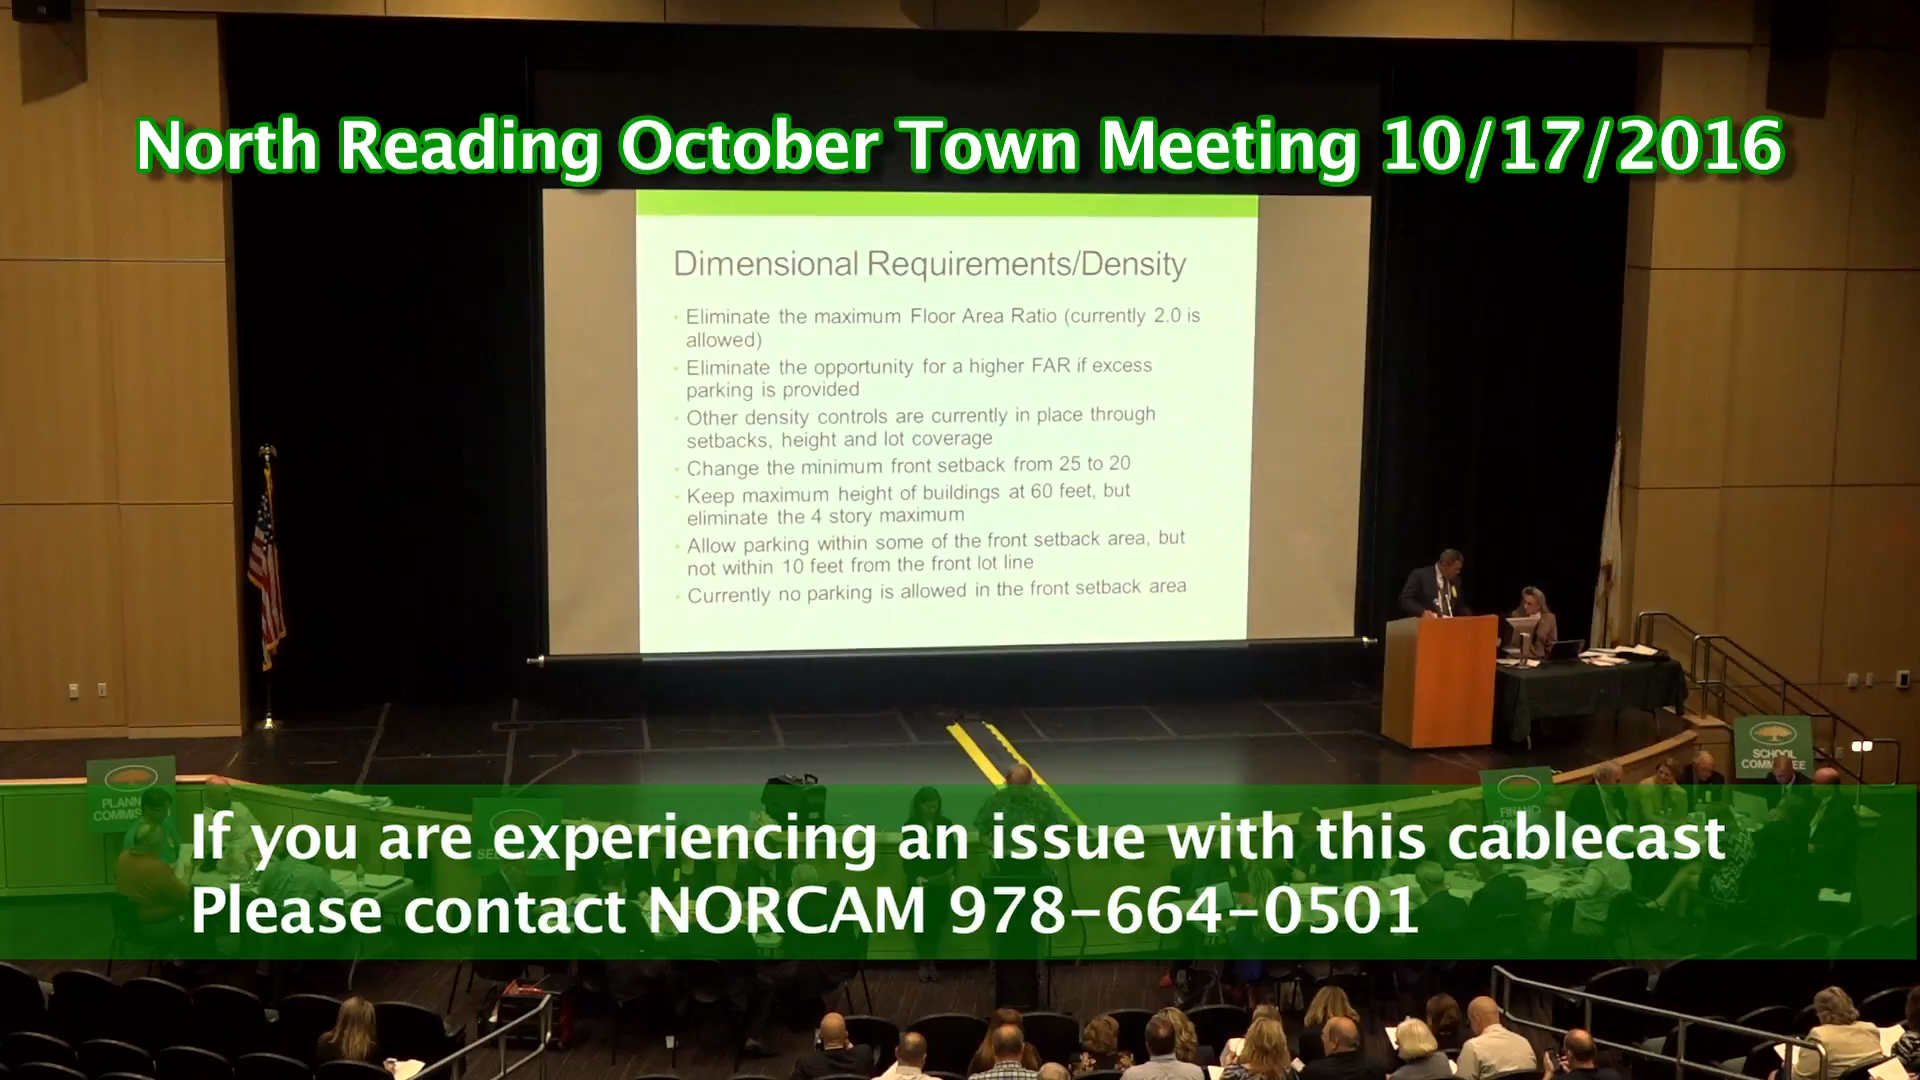 North Reading October Town Meeting 10/17/2016
Dimensional Requirements/Density
Eliminate the maximum Floor Area Ratio (currently 2.0 is
allowed)
Eliminate the opportunity for a higher FAR if excess
parking is provided
Other density controls are currently in place through
setbacks, height and lot coverage
Change the minimum front setback from 25 to 20
Keep maximum height of buildings at 60 feet, but
eliminate the 4 story maximum
Allow parking within some of the front setback area, but
not within 10 feet from the front lot line
Currently no parking is allowed in the front setback area
SCHOOL
If you are experiencing an issue with this cablecast
Please contact NORCAM 978-664-0501